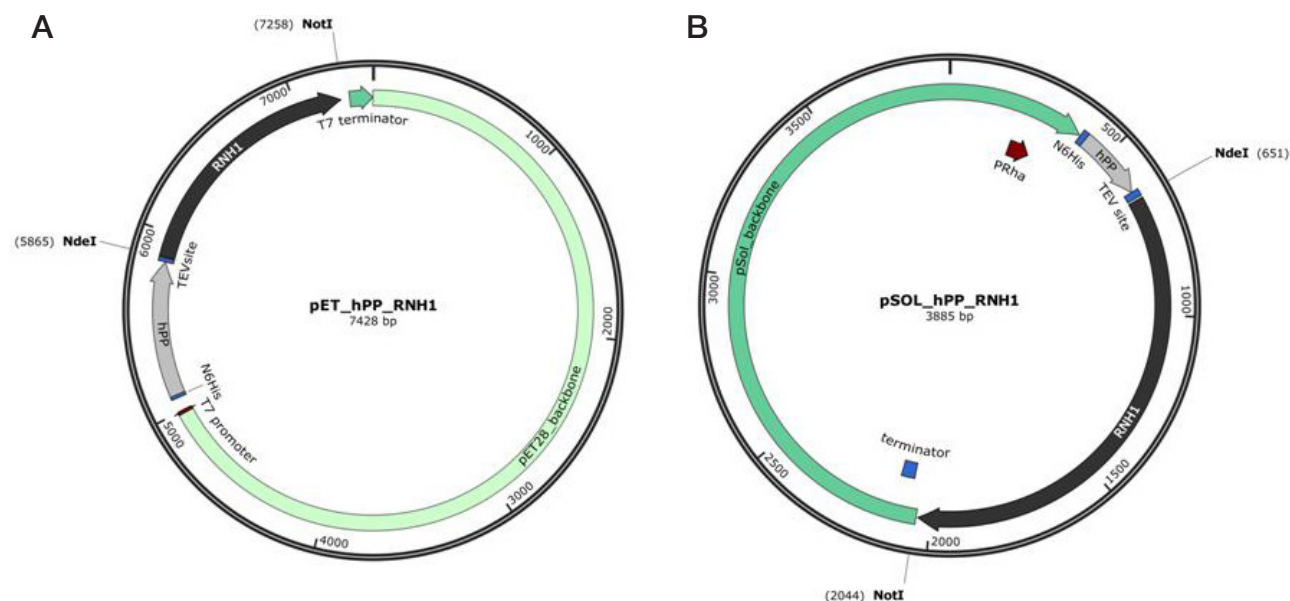 A
(7258) NotI
7000
T7 terminator
RNH1
1000
6000
(5865) NdeI
TEVsite
pET_hPP_RNH1
7428 bp
hPP
2000
N6His
T7 promoter
5000
pET28_backbone
3000
4000
B
3500
500
N6His
hPP
PRha
NdeI (651)
TEV site
pSol_backbone
3000
pSOL_hPP_RNH1
3885 bp
1000
RNH1
terminator
2500
1500
2000
(2044) NotI